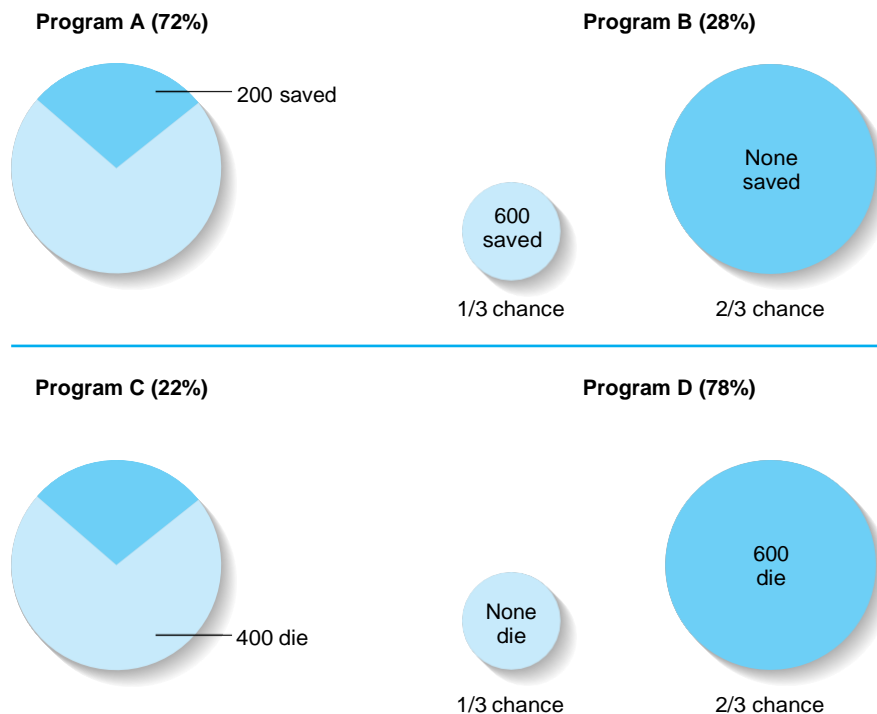 Program A (72%)
Program B (28%)
200 saved
None
saved
600
saved
1/3 chance
2/3 chance
Program C (22%)
Program D (78%)
600
die
None
die
400 die
1/3 chance
2/3 chance